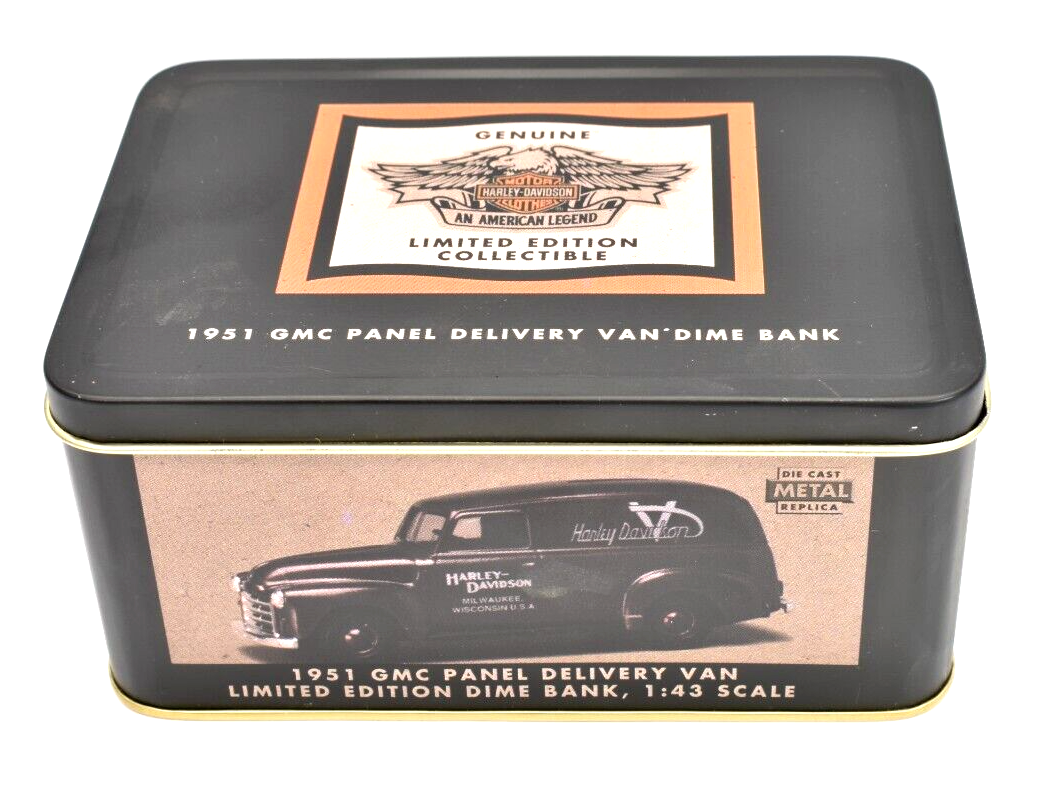 GENUINE
MOTOR
HARLEY-DAVIDSON
CLOTHES
AN AMERICAN LEGEND
LIMITED EDITION
COLLECTIBLE
1951 GMC PANEL DELIVERY VAN DIME BANK
DIE CAST
METAL
REPLICA
Harley Davidson
HARLEY-
DAVIDSON
MILWAUKEE,
WISCONSIN U.S.A
1951 GMC PANEL DELIVERY VAN
LIMITED EDITION DIME BANK, 1:43 SCALE